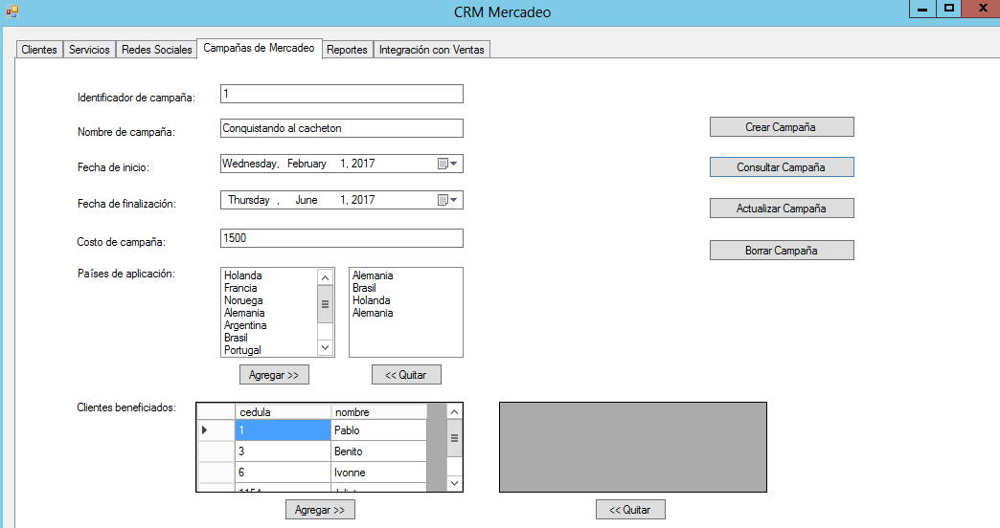 CRM Mercadeo
Clientes Servicios Redes Sociales Campañas de Mercadeo Reportes Integración con Ventas
Identificador de campaña: 1
Nombre de campaña: Conquistando al cacheton
Fecha de inicio: Wednesday, February 1, 2017
Fecha de finalización: Thursday , June 1, 2017
Costo de campaña: 1500
Crear Campaña
Consultar Campaña
Actualizar Campaña
Borrar Campaña
Países de aplicación:
Holanda
Francia
Noruega
Alemania
Argentina
Brasil
Portugal
Alemania
Brasil
Holanda
Alemania
Agregar >> << Quitar
Clientes beneficiados:
cedula nombre
1 Pablo
3 Benito
6 Ivonne
Agregar >> << Quitar